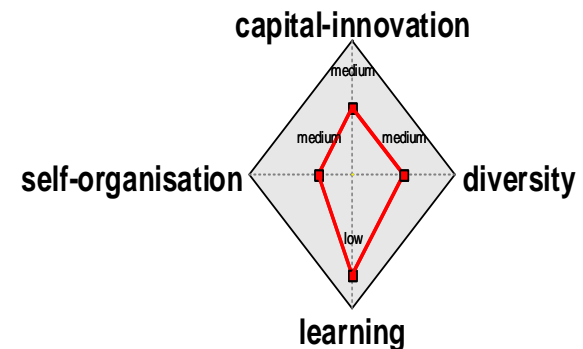 capital-innovation
medium
medium
medium
self-organisation
diversity
low
learning